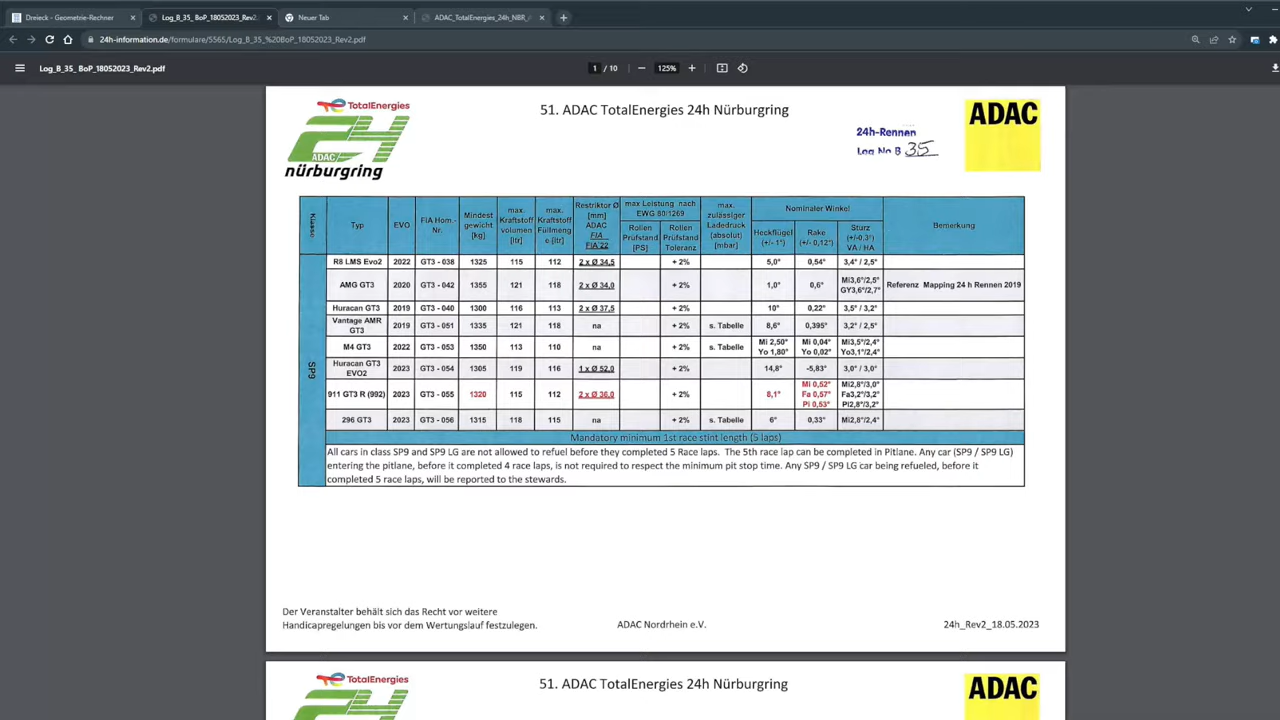 Dreieck - Geometrie-Rechner
Log_B_35_ BoP_18052023_Rev2.
Neuer Tab
ADAC_TotalEnergies_24h_NBR_
24h-information.de/formulare/5565/Log_B_35_%20BoP_18052023_Rev2.pdf
Log_B_35_ BoP_18052023_Rev2.pdf
1 / 10
125%
TotalEnergies
24
ADAC
nürburgring
51. ADAC TotalEnergies 24h Nürburgring
24h-Rennen
Log No B 35
ADAC
Klasse Typ EVO FIA Hom.- Nr. Mindest gewicht [kg] max. Kraftstoff volumen [ltr] max. Kraftstoff Füllmeng e [ltr] Restriktor Ø [mm] ADAC FIA FIA'22 max Leistung nach EWG 80/1269 Rollen Prüfstand [PS] Rollen Prüfstand Toleranz max. zulässiger Ladedruck (absolut) [mbar] Nominaler Winkel Heckflügel (+/- 1°) Rake (+/- 0,12°) Sturz (+/-0,3°) VA / HA Bemerkung
SP9
R8 LMS Evo2 2022 GT3 - 038 1325 115 112 2 x Ø 34,5 + 2% 5,0° 0,54° 3,4° / 2,5°
AMG GT3 2020 GT3 - 042 1355 121 118 2 x Ø 34,0 + 2% 1,0° 0,6° Mi3,6°/2,5° GY3,6°/2,7° Referenz Mapping 24 h Rennen 2019
Huracan GT3 2019 GT3 - 040 1300 116 113 2 x Ø 37,5 + 2% 10° 0,22° 3,5° / 3,2°
Vantage AMR GT3 2019 GT3 - 051 1335 121 118 na + 2% s. Tabelle 8,6° 0,395° 3,2° / 2,5°
M4 GT3 2022 GT3 - 053 1350 113 110 na + 2% s. Tabelle Mi 2,50° Yo 1,80° Mi 0,04° Yo 0,02° Mi3,5°/2,4° Yo3,1°/2,4°
Huracan GT3 EVO2 2023 GT3 - 054 1305 119 116 1 x Ø 52,0 + 2% 14,8° -5,83° 3,0° / 3,0°
911 GT3 R (992) 2023 GT3 - 055 1320 115 112 2 x Ø 36,0 + 2% 8,1° Mi 0,52° Fa 0,57° Pi 0,53° Mi2,8°/3,0° Fa3,2°/3,2° Pi2,8°/3,2°
296 GT3 2023 GT3 - 056 1315 118 115 na + 2% s. Tabelle 6° 0,33° Mi2,8°/2,4°
Mandatory minimum 1st race stint length (5 laps)
All cars in class SP9 and SP9 LG are not allowed to refuel before they completed 5 Race laps. The 5th race lap can be completed in Pitlane. Any car (SP9 / SP9 LG)
entering the pitlane, before it completed 4 race laps, is not required to respect the minimum pit stop time. Any SP9 / SP9 LG car being refueled, before it
completed 5 race laps, will be reported to the stewards.
Der Veranstalter behält sich das Recht vor weitere
Handicapregelungen bis vor dem Wertungslauf festzulegen.
ADAC Nordrhein e.V.
24h_Rev2_18.05.2023
TotalEnergies
51. ADAC TotalEnergies 24h Nürburgring
ADAC